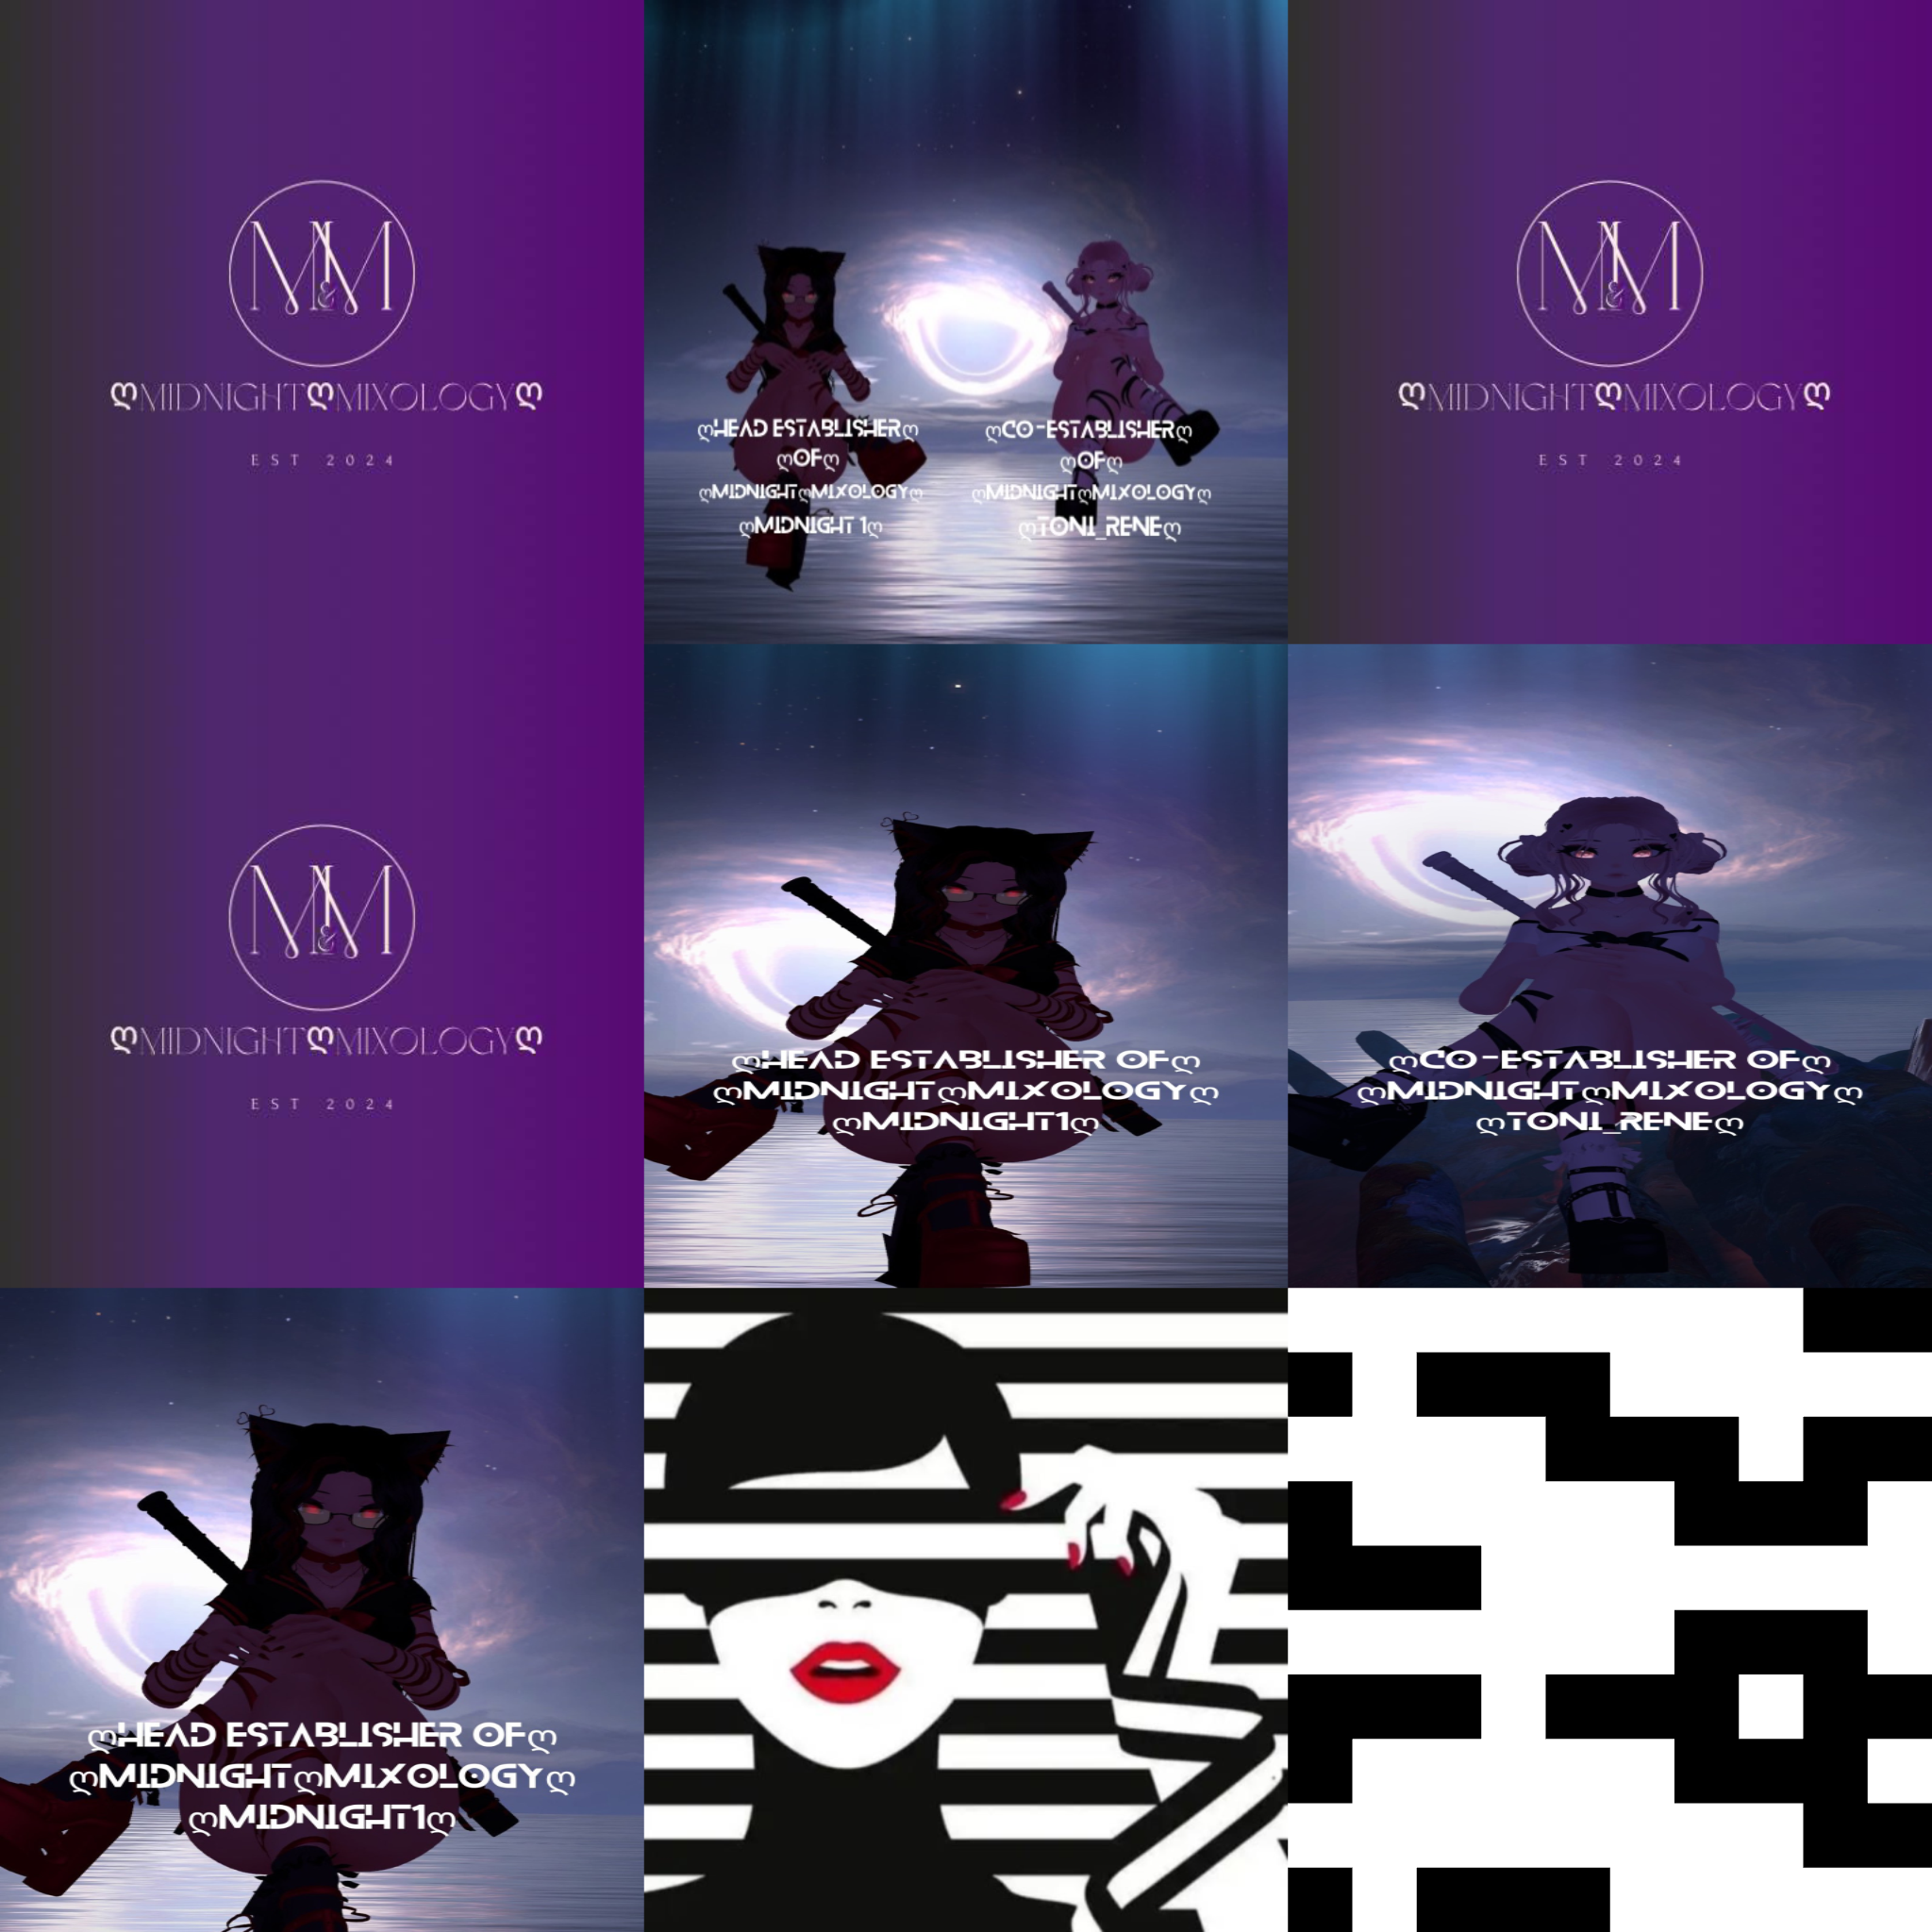 M&M
ღMIDNIGHTღMIXOLOGYღ
EST 2024
ღHEAD ESTABLISHERღ
ღOFღ
ღMIDNIGHTღMIXOLOGYღ
ღMIDNIGHT 1ღ
ღCO-ESTABLISHERღ
ღOFღ
ღMIDNIGHTღMIXOLOGYღ
ღTONI_RENEღ
M&M
ღMIDNIGHTღMIXOLOGYღ
EST 2024
M&M
ღMIDNIGHTღMIXOLOGYღ
EST 2024
ღHEAD ESTABLISHER OFღ
ღMIDNIGHTღMIXOLOGYღ
ღMIDNIGHT1ღ
ღCO-ESTABLISHER OFღ
ღMIDNIGHTღMIXOLOGYღ
ღTONI_RENEღ
ღHEAD ESTABLISHER OFღ
ღMIDNIGHTღMIXOLOGYღ
ღMIDNIGHT1ღ